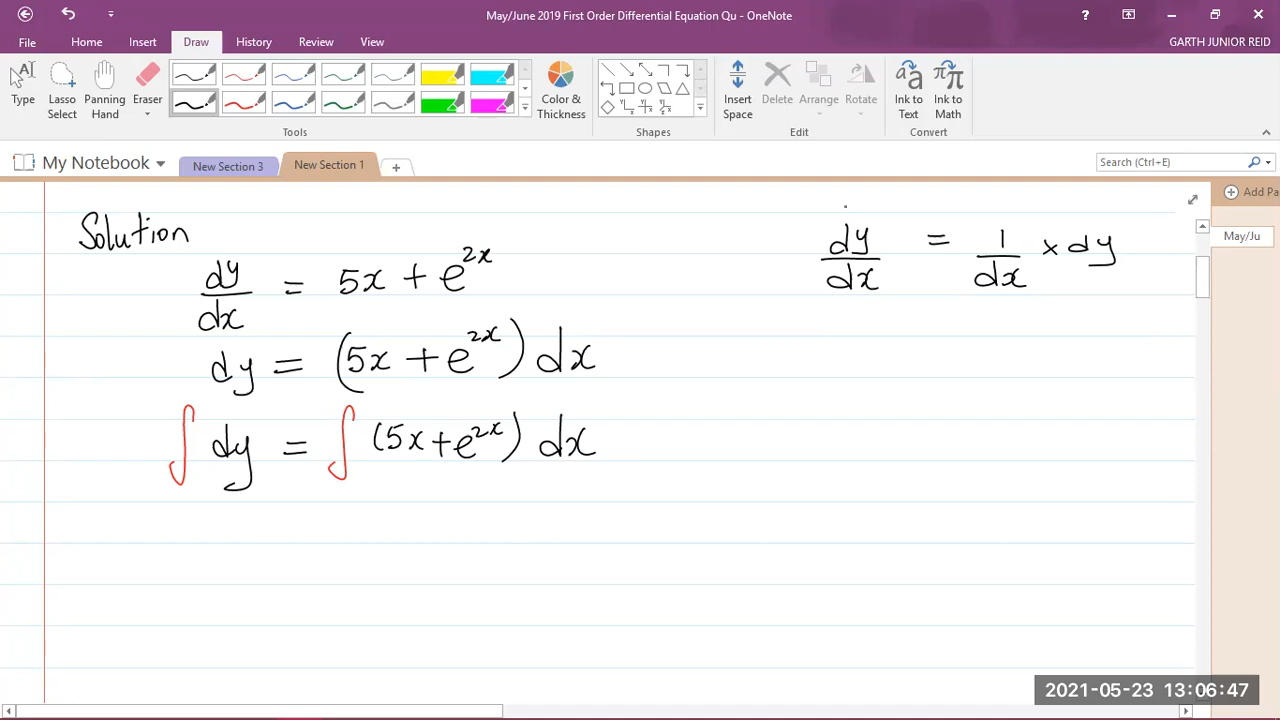 May/June 2019 First Order Differential Equation Qu - OneNote
File Home Insert Draw History Review View
GARTH JUNIOR REID
Type
Lasso Select
Panning Hand
Eraser
Color & Thickness
Insert Space
Delete
Arrange
Rotate
Ink to Text
Ink to Math
Tools
Shapes
Edit
Convert
My Notebook
New Section 3
New Section 1
Search (Ctrl+E)
Add Pa
May/Ju
Solution
dy/dx = 5x + e^{2x}
dy/dx = 1/dx × dy
dy = (5x + e^{2x}) dx
∫ dy = ∫ (5x + e^{2x}) dx
2021-05-23 13:06:47